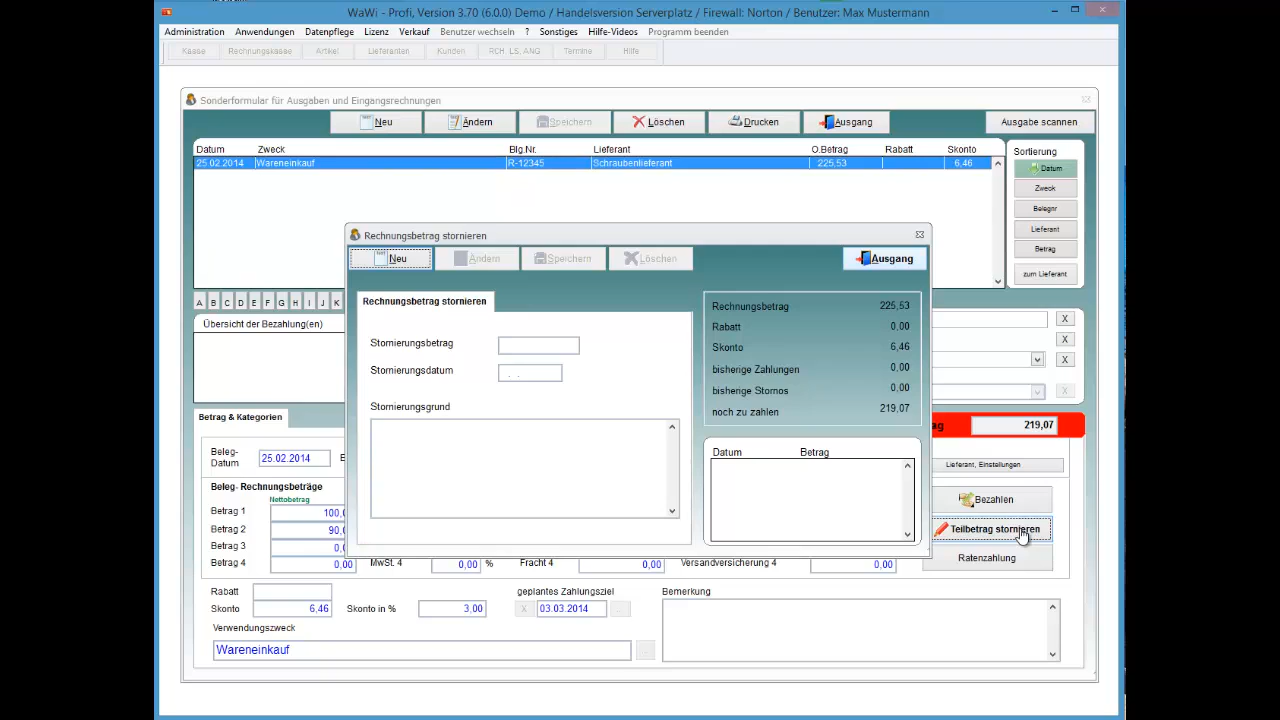 WaWi - Profi, Version 3.70 (6.0.0) Demo / Handelsversion Serverplatz / Firewall: Norton / Benutzer: Max Mustermann
Administration Anwendungen Datenpflege Lizenz Verkauf Benutzer wechseln ? Sonstiges Hilfe-Videos Programm beenden
Kasse Rechnungskasse Artikel Lieferanten Kunden RCH, LS, ANG Termine Hilfe
Sonderformular für Ausgaben und Eingangsrechnungen
Neu Ändern Speichern Löschen Drucken Ausgang Ausgabe scannen
Datum Zweck Blg.Nr. Lieferant O.Betrag Rabatt Skonto
25.02.2014 Wareneinkauf R-12345 Schraubenlieferant 225,53 6,46
Sortierung
Datum
Zweck
Belegnr
Lieferant
Betrag
zum Lieferant
Rechnungsbetrag stornieren
Neu Ändern Speichern Löschen Ausgang
A B C D E F G H I J K
Übersicht der Bezahlung(en)
X
X
X
X
Rechnungsbetrag stornieren
Stornierungsbetrag
Stornierungsdatum . .
Stornierungsgrund
Rechnungsbetrag 225,53
Rabatt 0,00
Skonto 6,46
bisherige Zahlungen 0,00
bisherige Stornos 0,00
noch zu zahlen 219,07
Datum Betrag
Betrag & Kategorien
ag 219,07
Beleg-
Datum 25.02.2014
Lieferant, Einstellungen
Beleg- Rechnungsbeträge
Nettobetrag
Betrag 1 100,0
Betrag 2 90,0
Betrag 3 0,0
Betrag 4 0,00 MwSt. 4 0,00 % Fracht 4 0,00 Versandversicherung 4 0,00
Bezahlen
Teilbetrag stornieren
Ratenzahlung
Rabatt geplantes Zahlungsziel Bemerkung
Skonto 6,46 Skonto in % 3,00 X 03.03.2014
Verwendungszweck
Wareneinkauf